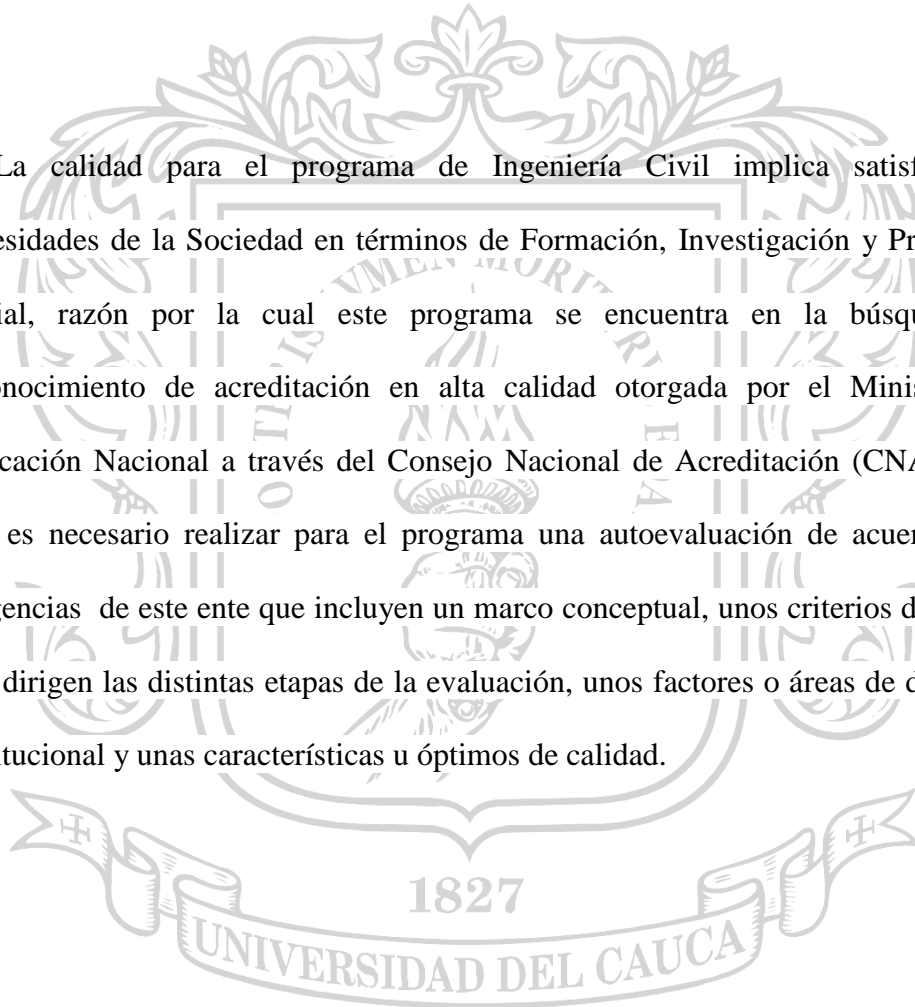 La calidad para el programa de Ingeniería Civil implica satisf
esidades de la Sociedad en términos de Formación, Investigación y Pr
ial, razón por la cual este programa se encuentra en la búsqu
onocimiento de acreditación en alta calidad otorgada por el Minis
cación Nacional a través del Consejo Nacional de Acreditación (CNA
es necesario realizar para el programa una autoevaluación de acuer
gencias de este ente que incluyen un marco conceptual, unos criterios d
dirigen las distintas etapas de la evaluación, unos factores o áreas de d
itucional y unas características u óptimos de calidad.
1827
UNIVERSIDAD DEL CAUCA